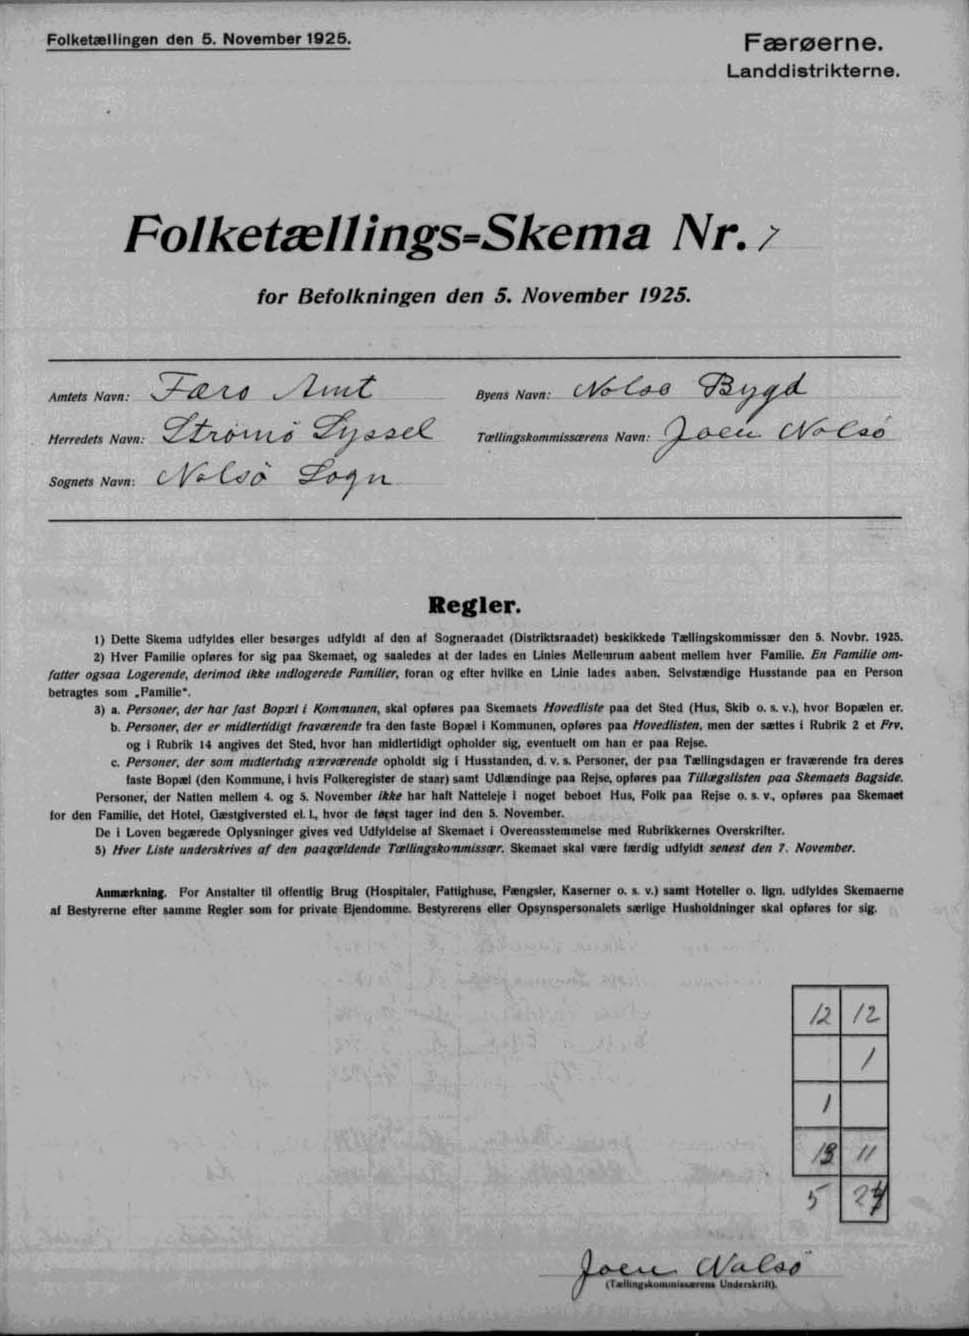 Folketællingen den 5. November 1925.
Færøerne.
Landdistrikterne.
Folketællings=Skema Nr. 7
for Befolkningen den 5. November 1925.
Amtets Navn: Færo Amt
Byens Navn: Nolsø Bygd
Herredets Navn: Strømø Syssel
Tællingskommissærens Navn: Joen Nolsø
Sognets Navn: Nolsø Sogn
Regler.
1) Dette Skema udfyldes eller besørges udfyldt af den af Sogneraadet (Distriktsraadet) beskikkede Tællingskommissær den 5. Novbr. 1925.
2) Hver Familie opføres for sig paa Skemaet, og saaledes at der lades en Linies Mellemrum aabent mellem hver Familie. En Familie om-
fatter ogsaa Logerende, derimod ikke indlogerede Familier, foran og efter hvilke en Linie lades aaben. Selvstændige Husstande paa en Person
betragtes som „Familie".
3) a. Personer, der har fast Bopæl i Kommunen, skal opføres paa Skemaets Hovedliste paa det Sted (Hus, Skib o. s. v.), hvor Bopælen er.
b. Personer, der er midlertidigt fraværende fra den faste Bopæl i Kommunen, opføres paa Hovedlisten, men der sættes i Rubrik 2 et Frv.
og i Rubrik 14 angives det Sted, hvor han midlertidigt opholder sig, eventuelt om han er paa Rejse.
c. Personer, der som midlertidig nærværende opholdt sig i Husstanden, d. v. s. Personer, der paa Tællingsdagen er fraværende fra deres
faste Bopæl (den Kommune, i hvis Folkeregister de staar) samt Udlændinge paa Rejse, opføres paa Tillægslisten paa Skemaets Bagside.
Personer, der Natten mellem 4. og 5. November ikke har haft Natteleje i noget beboet Hus, Folk paa Rejse o. s. v., opføres paa Skemaet
for den Familie, det Hotel, Gæstgiversted el. l., hvor de først tager ind den 5. November.
De i Loven begærede Oplysninger gives ved Udfyldelse af Skemaet i Overensstemmelse med Rubrikkernes Overskrifter.
5) Hver Liste underskrives af den paagældende Tællingskommissær. Skemaet skal være færdig udfyldt senest den 7. November.
Anmærkning. For Anstalter til offentlig Brug (Hospitaler, Fattighuse, Fængsler, Kaserner o. s. v.) samt Hoteller o. lign. udfyldes Skemaerne
af Bestyrerne efter samme Regler som for private Ejendomme. Bestyrerens eller Opsynspersonalets særlige Husholdninger skal opføres for sig.
12 12
1
1
13 11
5 24
Joen Nolsø
(Tællingskommissærens Underskrift).